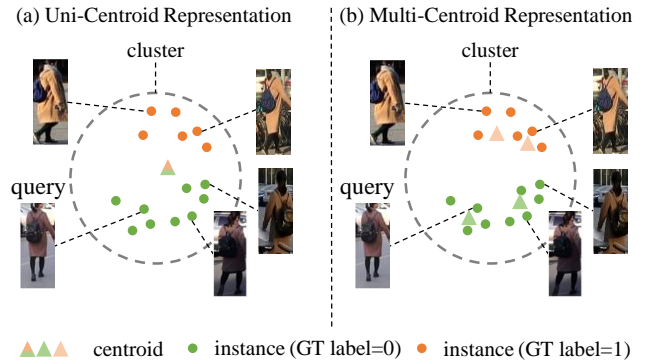 (a) Uni-Centroid Representation
(b) Multi-Centroid Representation
cluster
cluster
query
query
centroid
instance (GT label=0)
instance (GT label=1)